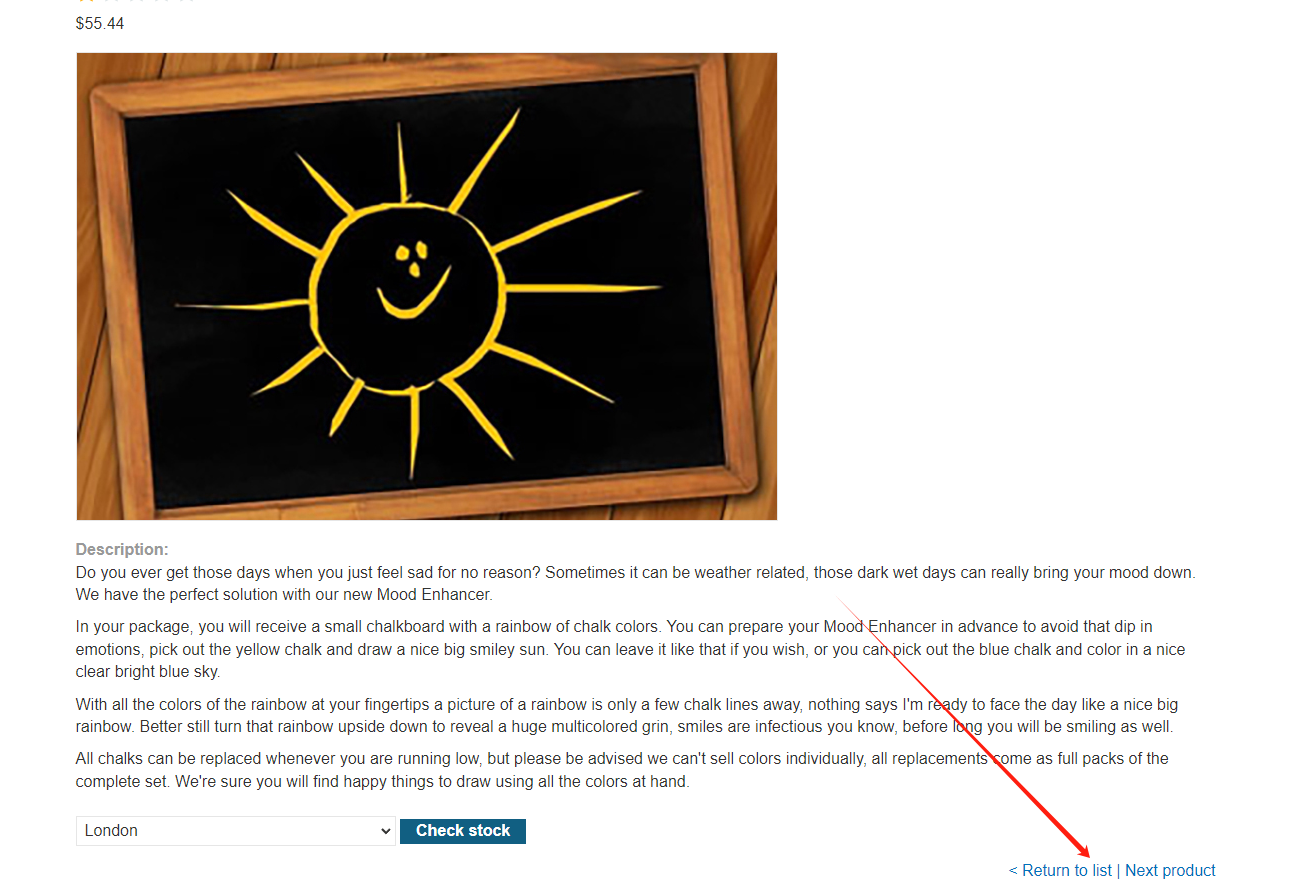 $55.44
Description:
Do you ever get those days when you just feel sad for no reason? Sometimes it can be weather related, those dark wet days can really bring your mood down.
We have the perfect solution with our new Mood Enhancer.
In your package, you will receive a small chalkboard with a rainbow of chalk colors. You can prepare your Mood Enhancer in advance to avoid that dip in
emotions, pick out the yellow chalk and draw a nice big smiley sun. You can leave it like that if you wish, or you can pick out the blue chalk and color in a nice
clear bright blue sky.
With all the colors of the rainbow at your fingertips a picture of a rainbow is only a few chalk lines away, nothing says I'm ready to face the day like a nice big
rainbow. Better still turn that rainbow upside down to reveal a huge multicolored grin, smiles are infectious you know, before long you will be smiling as well.
All chalks can be replaced whenever you are running low, but please be advised we can't sell colors individually, all replacements come as full packs of the
complete set. We're sure you will find happy things to draw using all the colors at hand.
London Check stock
< Return to list | Next product